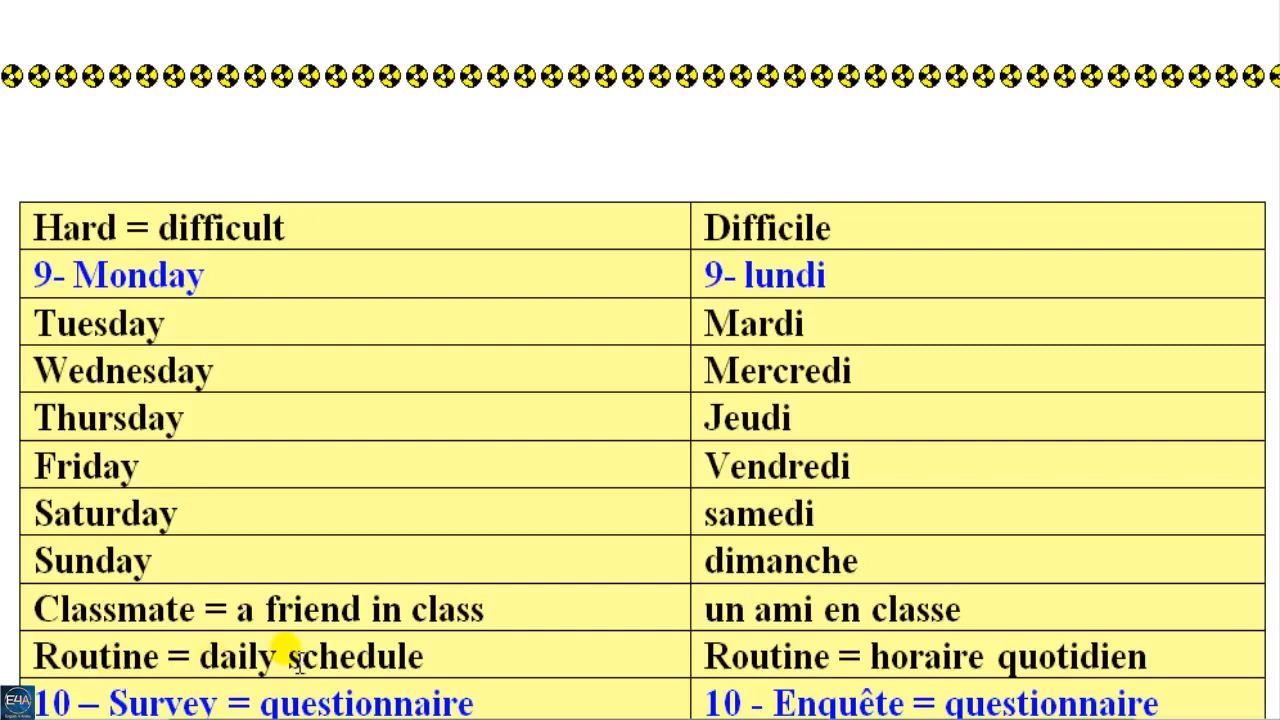 Hard = difficult Difficile
9- Monday 9- lundi
Tuesday Mardi
Wednesday Mercredi
Thursday Jeudi
Friday Vendredi
Saturday samedi
Sunday dimanche
Classmate = a friend in class un ami en classe
Routine = daily schedule Routine = horaire quotidien
10 – Survey = questionnaire 10 - Enquête = questionnaire
E4A